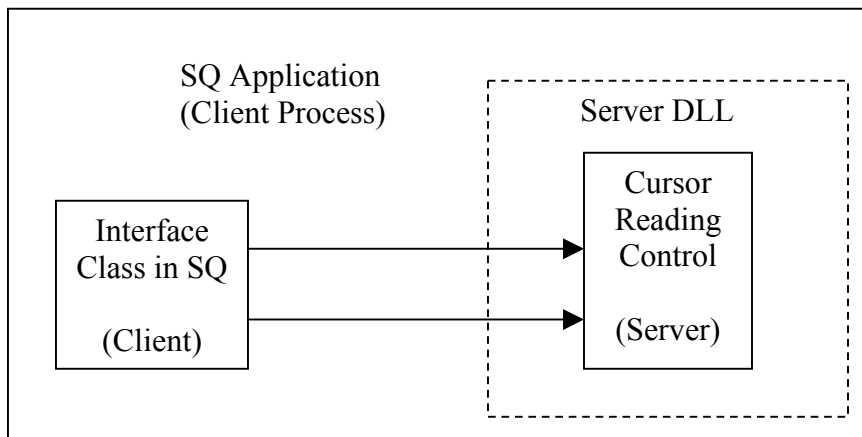 SQ Application
(Client Process)
Server DLL
Interface
Class in SQ
(Client)
Cursor
Reading
Control
(Server)